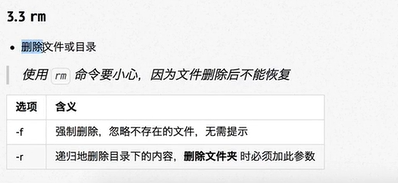 3.3 rm
• 删除文件或目录
使用 rm 命令要小心，因为文件删除后不能恢复
选项 含义
-f 强制删除，忽略不存在的文件，无需提示
-r 递归地删除目录下的内容，删除文件夹 时必须加此参数